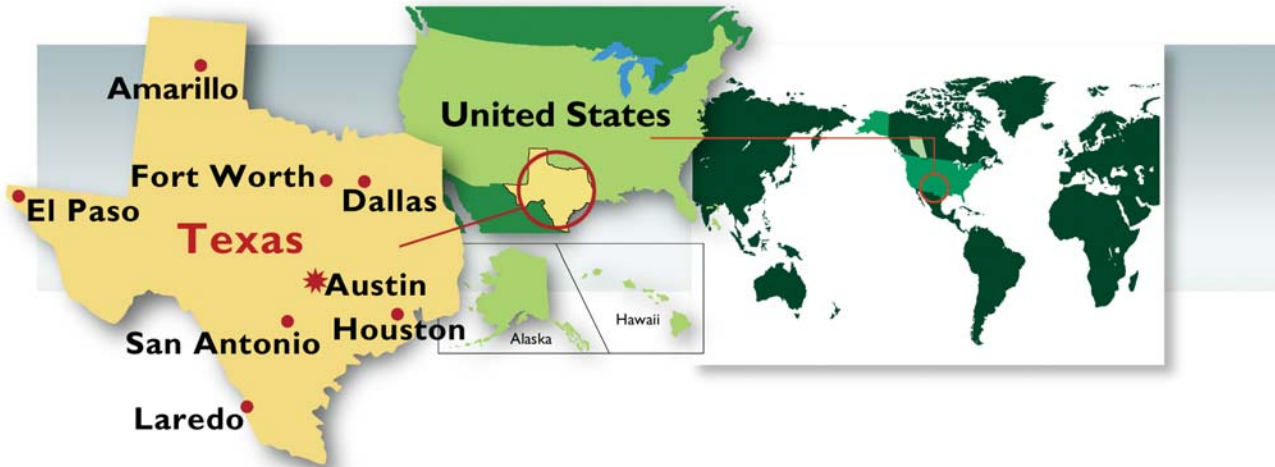 Amarillo
Fort Worth
Dallas
El Paso
Texas
Austin
Houston
San Antonio
Laredo
United States
Alaska
Hawaii